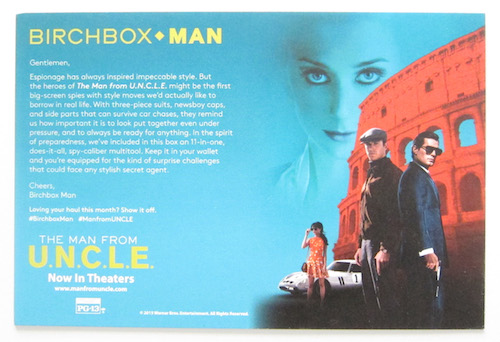 BIRCHBOX◆MAN
Gentlemen,
Espionage has always inspired impeccable style. But
the heroes of The Man from U.N.C.L.E. might be the first
big-screen spies with style moves we'd actually like to
borrow in real life. With three-piece suits, newsboy caps,
and side parts that can survive car chases, they remind
us how important it is to look put together even under
pressure, and to always be ready for anything. In the spirit
of preparedness, we've included in this box an 11-in-one,
does-it-all, spy-caliber multitool. Keep it in your wallet
and you're equipped for the kind of surprise challenges
that could face any stylish secret agent.
Cheers,
Birchbox Man
Loving your haul this month? Show it off.
#BirchboxMan #ManfromUNCLE
THE MAN FROM
U.N.C.L.E.
Now in Theaters
www.manfromuncle.com
PG-13
© 2015 Warner Bros. Entertainment. All Rights Reserved.